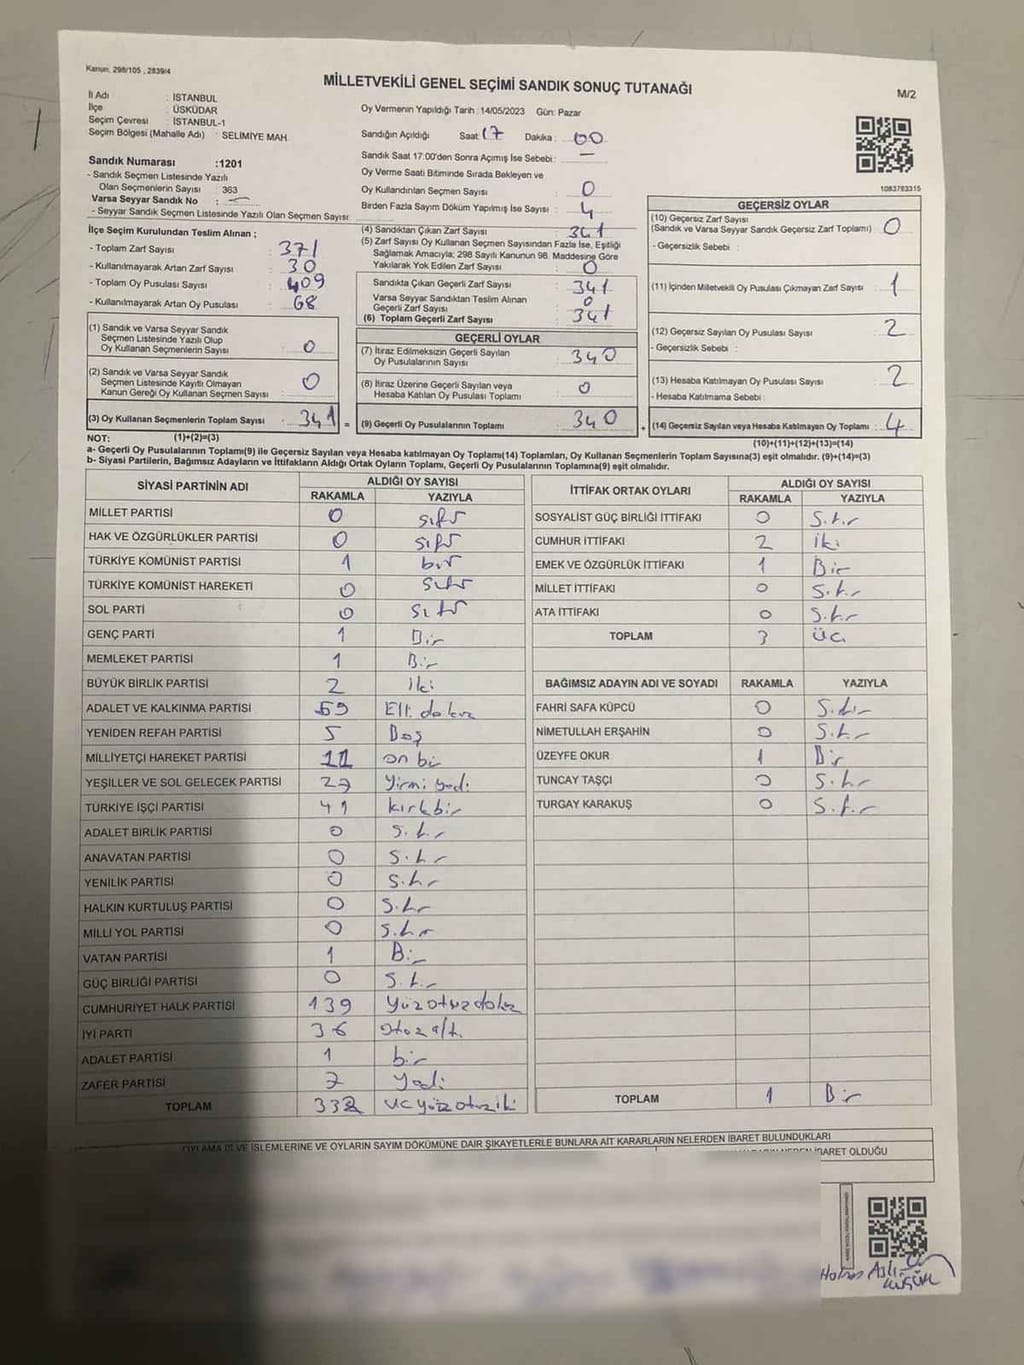 Kanun: 298/105 , 2839/4
MİLLETVEKİLİ GENEL SEÇİMİ SANDIK SONUÇ TUTANAĞI
M/2
İl Adı : İSTANBUL
İlçe : ÜSKÜDAR
Seçim Çevresi : İSTANBUL-1
Seçim Bölgesi (Mahalle Adı) : SELİMİYE MAH.
Oy Vermenin Yapıldığı Tarih : 14/05/2023 Gün: Pazar
Sandığın Açıldığı Saat: 17 Dakika : 00
Sandık Saat 17:00'den Sonra Açımış İse Sebebi : —
Oy Verme Saati Bitiminde Sırada Bekleyen ve
Oy Kullandırılan Seçmen Sayısı : 0
Birden Fazla Sayım Döküm Yapılmış İse Sayısı : 4
1083783315
Sandık Numarası :1201
- Sandık Seçmen Listesinde Yazılı
Olan Seçmenlerin Sayısı : 363
Varsa Seyyar Sandık No : —
- Seyyar Sandık Seçmen Listesinde Yazılı Olan Seçmen Sayısı:
İlçe Seçim Kurulundan Teslim Alınan ;
- Toplam Zarf Sayısı : 371
- Kullanılmayarak Artan Zarf Sayısı : 30
- Toplam Oy Pusulası Sayısı : 409
- Kullanılmayarak Artan Oy Pusulası : 68
(1) Sandık ve Varsa Seyyar Sandık
Seçmen Listesinde Yazılı Olup
Oy Kullanan Seçmenlerin Sayısı : 0
(2) Sandık ve Varsa Seyyar Sandık
Seçmen Listesinde Kayıtlı Olmayan
Kanun Gereği Oy Kullanan Seçmen Sayısı : 0
(3) Oy Kullanan Seçmenlerin Toplam Sayısı : 341 =
(4) Sandıktan Çıkan Zarf Sayısı : 341
(5) Zarf Sayısı Oy Kullanan Seçmen Sayısından Fazla İse, Eşitliği
Sağlamak Amacıyla; 298 Sayılı Kanunun 98. Maddesine Göre
Yakılarak Yok Edilen Zarf Sayısı : 0
Sandıkta Çıkan Geçerli Zarf Sayısı : 341
Varsa Seyyar Sandıktan Teslim Alınan
Geçerli Zarf Sayısı : 0
(6) Toplam Geçerli Zarf Sayısı : 341
GEÇERLİ OYLAR
(7) İtiraz Edilmeksizin Geçerli Sayılan
Oy Pusulalarının Sayısı : 340
(8) İtiraz Üzerine Geçerli Sayılan veya
Hesaba Katılan Oy Pusulası Toplamı : 0
(9) Geçerli Oy Pusulalarının Toplamı : 340 +
GEÇERSİZ OYLAR
(10) Geçersiz Zarf Sayısı
(Sandık ve Varsa Seyyar Sandık Geçersiz Zarf Toplamı) : 0
- Geçersizlik Sebebi :
(11) İçinden Milletvekili Oy Pusulası Çıkmayan Zarf Sayısı : 1
(12) Geçersiz Sayılan Oy Pusulası Sayısı : 2
- Geçersizlik Sebebi :
(13) Hesaba Katılmayan Oy Pusulası Sayısı : 2
- Hesaba Katılmama Sebebi :
(14) Geçersiz Sayılan veya Hesaba Katılmayan Oy Toplamı : 4
NOT: (1)+(2)=(3)
(10)+(11)+(12)+(13)=(14)
a- Geçerli Oy Pusulalarının Toplamı(9) ile Geçersiz Sayılan veya Hesaba Katılmayan Oy Toplamı(14) Toplamları, Oy Kullanan Seçmenlerin Toplam Sayısına(3) eşit olmalıdır. (9)+(14)=(3)
b- Siyasi Partilerin, Bağımsız Adayların ve İttifakların Aldığı Ortak Oyların Toplamı, Geçerli Oy Pusulalarının Toplamına(9) eşit olmalıdır.
SİYASİ PARTİNİN ADI ALDIĞI OY SAYISI
RAKAMLA YAZIYLA
MİLLET PARTİSİ 0 sıfır
HAK VE ÖZGÜRLÜKLER PARTİSİ 0 sıfır
TÜRKİYE KOMÜNİST PARTİSİ 1 bir
TÜRKİYE KOMÜNİST HAREKETİ 0 sıfır
SOL PARTİ 0 sıfır
GENÇ PARTİ 1 Bir
MEMLEKET PARTİSİ 1 Bir
BÜYÜK BİRLİK PARTİSİ 2 İki
ADALET VE KALKINMA PARTİSİ 59 Elli dokuz
YENİDEN REFAH PARTİSİ 5 Beş
MİLLİYETÇİ HAREKET PARTİSİ 11 on bir
YEŞİLLER VE SOL GELECEK PARTİSİ 27 Yirmi yedi
TÜRKİYE İŞÇİ PARTİSİ 41 kırkbir
ADALET BİRLİK PARTİSİ 0 sıfır
ANAVATAN PARTİSİ 0 sıfır
YENİLİK PARTİSİ 0 sıfır
HALKIN KURTULUŞ PARTİSİ 0 sıfır
MİLLİ YOL PARTİSİ 0 sıfır
VATAN PARTİSİ 1 Bir
GÜÇ BİRLİĞİ PARTİSİ 0 sıfır
CUMHURİYET HALK PARTİSİ 139 Yüzotuzdokuz
İYİ PARTİ 36 Otuzaltı
ADALET PARTİSİ 1 bir
ZAFER PARTİSİ 7 Yedi
TOPLAM 332 üçyüzotuziki
İTTİFAK ORTAK OYLARI ALDIĞI OY SAYISI
RAKAMLA YAZIYLA
SOSYALİST GÜÇ BİRLİĞİ İTTİFAKI 0 Sıfır
CUMHUR İTTİFAKI 2 İki
EMEK VE ÖZGÜRLÜK İTTİFAKI 1 Bir
MİLLET İTTİFAKI 0 Sıfır
ATA İTTİFAKI 0 Sıfır
TOPLAM 3 Üç
BAĞIMSIZ ADAYIN ADI VE SOYADI RAKAMLA YAZIYLA
FAHRİ SAFA KÜPCÜ 0 Sıfır
NİMETULLAH ERŞAHİN 0 Sıfır
ÜZEYFE OKUR 1 Bir
TUNCAY TAŞÇI 0 Sıfır
TURGAY KARAKUŞ 0 Sıfır
TOPLAM 1 Bir
OYLAMA İŞ VE İŞLEMLERİNE VE OYLARIN SAYIM DÖKÜMÜNE DAİR ŞİKAYETLERLE BUNLARA AİT KARARLARIN NELERDEN İBARET BULUNDUKLARI
İBARET OLDUĞU